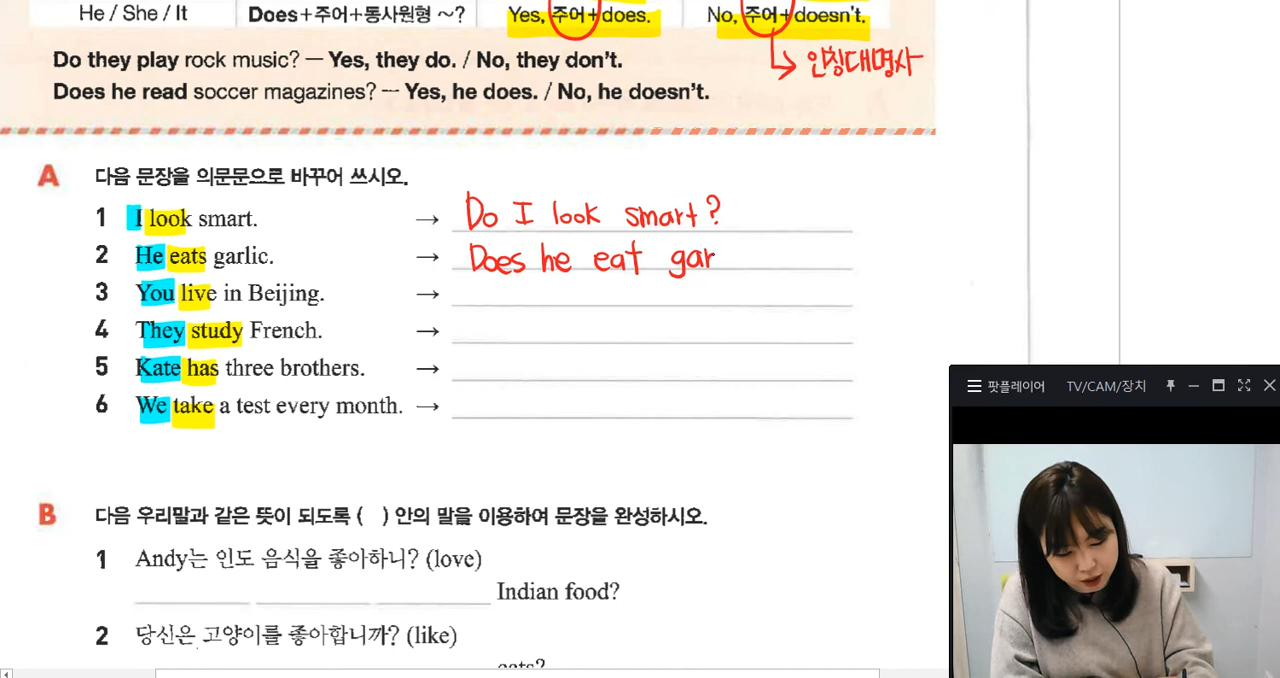 He / She / It Does+주어+동사원형 ~? Yes, 주어+does. No, 주어+doesn't.
인칭대명사
Do they play rock music? — Yes, they do. / No, they don't.
Does he read soccer magazines? — Yes, he does. / No, he doesn't.
A 다음 문장을 의문문으로 바꾸어 쓰시오.
1 I look smart. → Do I look smart?
2 He eats garlic. → Does he eat gar
3 You live in Beijing. →
4 They study French. →
5 Kate has three brothers. →
6 We take a test every month. →
팟플레이어 TV/CAM/장치
B 다음 우리말과 같은 뜻이 되도록 ( ) 안의 말을 이용하여 문장을 완성하시오.
1 Andy는 인도 음식을 좋아하니? (love)
Indian food?
2 당신은 고양이를 좋아합니까? (like)
cats?